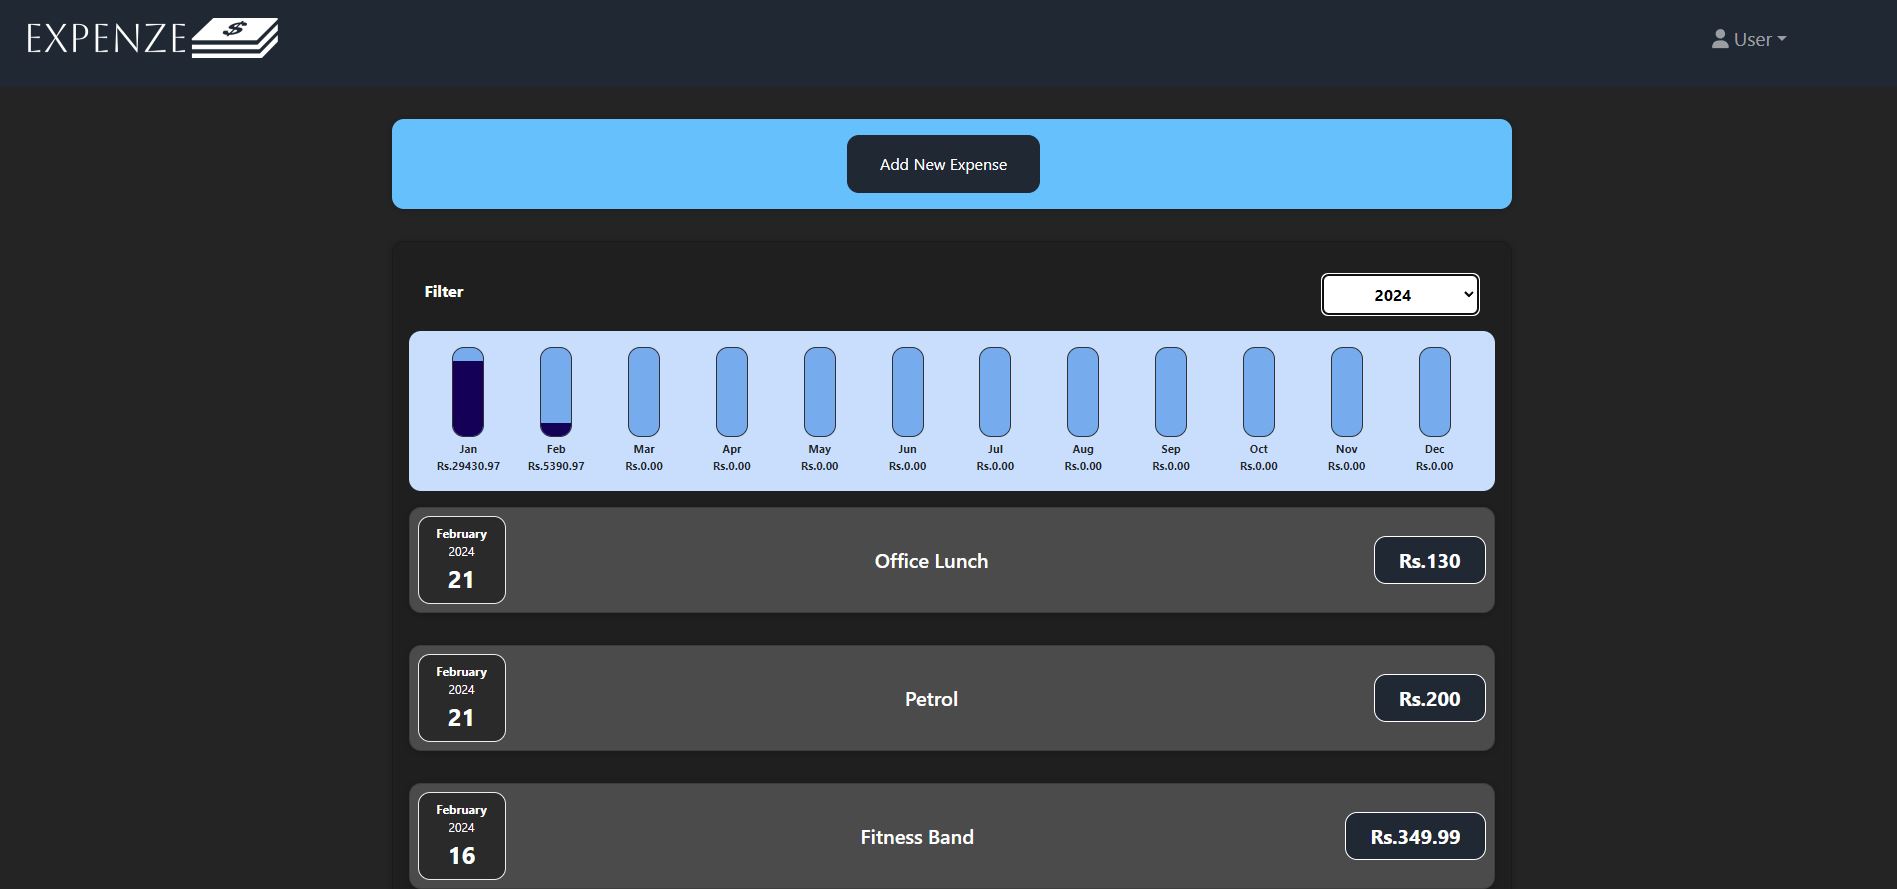 EXPENZE $
User
Add New Expense
Filter
2024
Jan Feb Mar Apr May Jun Jul Aug Sep Oct Nov Dec
Rs.29430.97 Rs.5390.97 Rs.0.00 Rs.0.00 Rs.0.00 Rs.0.00 Rs.0.00 Rs.0.00 Rs.0.00 Rs.0.00 Rs.0.00 Rs.0.00
February
2024
21
Office Lunch
Rs.130
February
2024
21
Petrol
Rs.200
February
2024
16
Fitness Band
Rs.349.99